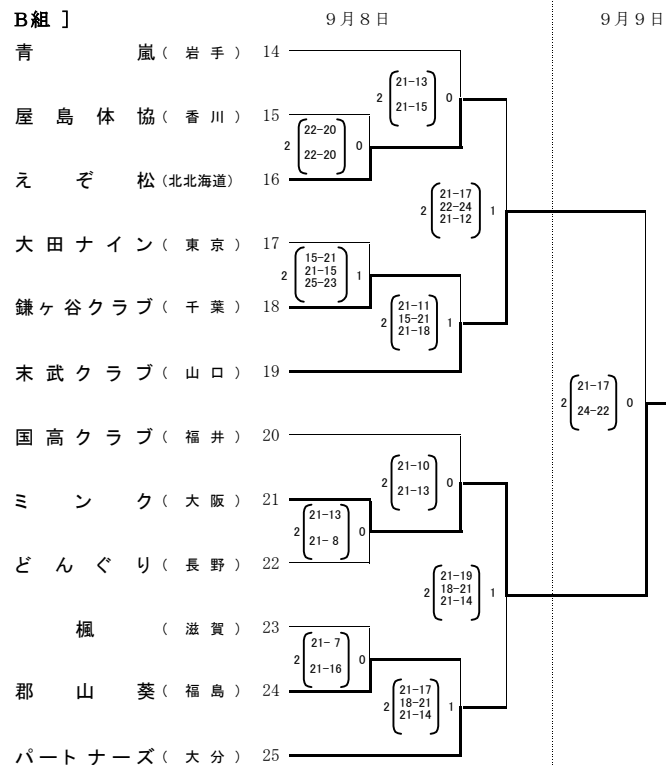 B組 ]
9月8日
9月9日
青嵐（ 岩 手 ） 14
21-13
2 0
21-15
屋島体協（ 香 川 ） 15
22-20
2 0
22-20
えぞ松（北北海道） 16
21-17
2 22-24 1
21-12
大田ナイン（ 東 京 ） 17
15-21
2 21-15 1
25-23
鎌ヶ谷クラブ（ 千 葉 ） 18
21-11
2 15-21 1
21-18
末武クラブ（ 山 口 ） 19
21-17
2 0
24-22
国高クラブ（ 福 井 ） 20
21-10
2 0
21-13
ミンク（ 大 阪 ） 21
21-13
2 0
21- 8
どんぐり（ 長 野 ） 22
21-19
2 18-21 1
21-14
楓（ 滋 賀 ） 23
21- 7
2 0
21-16
郡山葵（ 福 島 ） 24
21-17
2 18-21 1
21-14
パートナーズ（ 大 分 ） 25